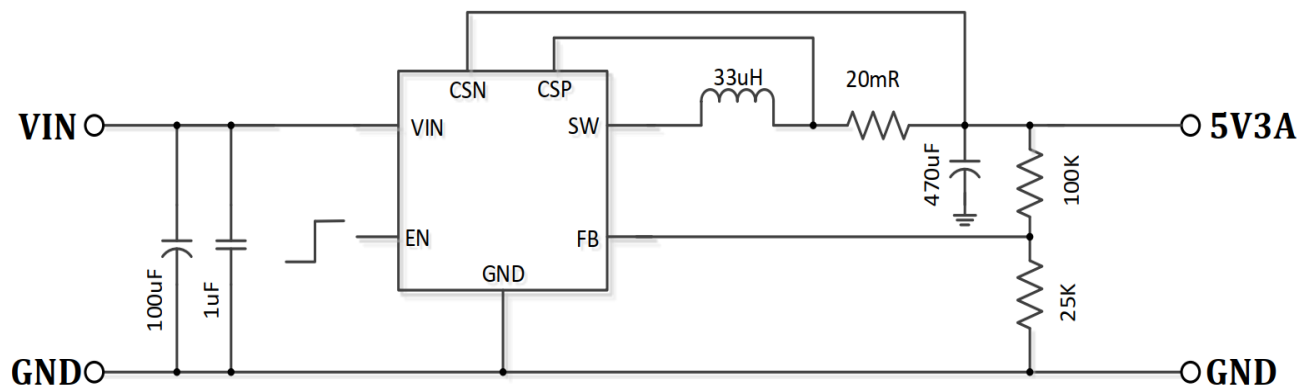 CSN CSP 33uH 20mR
VIN VIN SW 5V3A
100uF 1uF EN FB 470uF 100K
GND 25K
GND GND